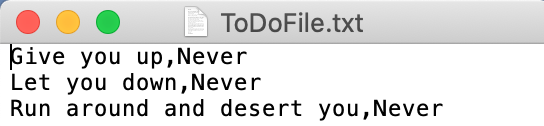 ToDoFile.txt
Give you up,Never
Let you down,Never
Run around and desert you,Never